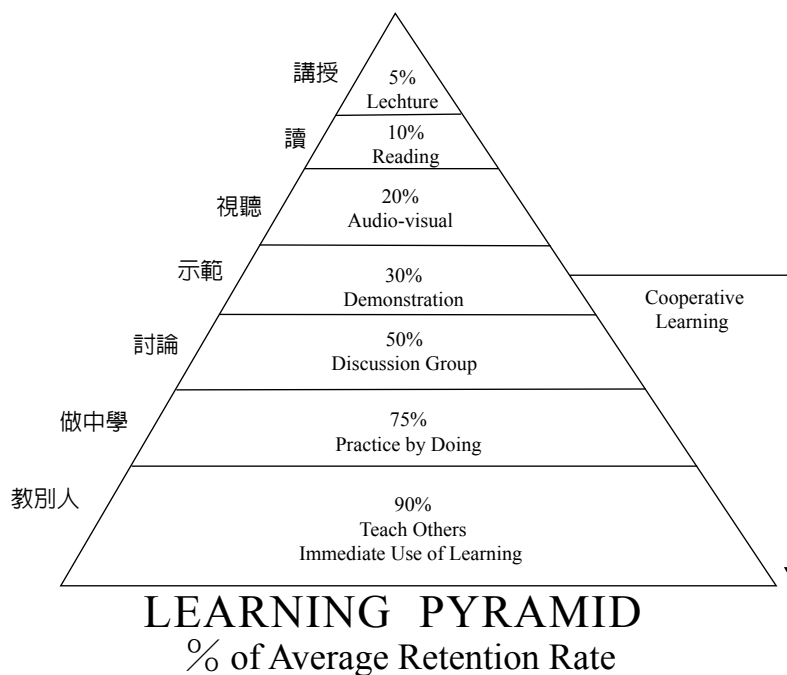 講授
5%
Lechture
讀
10%
Reading
視聽
20%
Audio-visual
示範
30%
Demonstration
Cooperative
Learning
討論
50%
Discussion Group
做中學
75%
Practice by Doing
教別人
90%
Teach Others
Immediate Use of Learning
LEARNING PYRAMID
% of Average Retention Rate